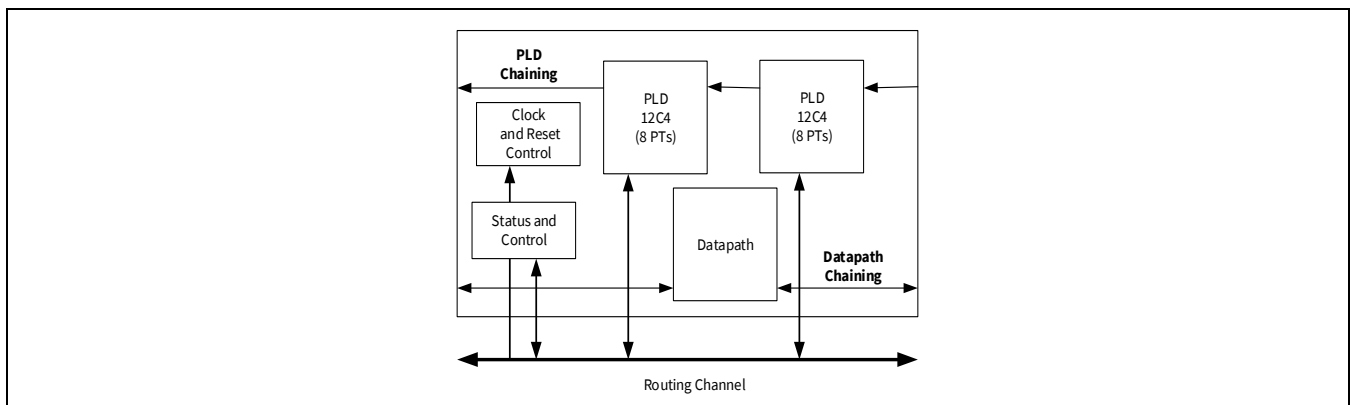 PLD
Chaining
PLD
12C4
(8 PTs)
PLD
12C4
(8 PTs)
Clock
and Reset
Control
Status and
Control
Datapath
Datapath
Chaining
Routing Channel